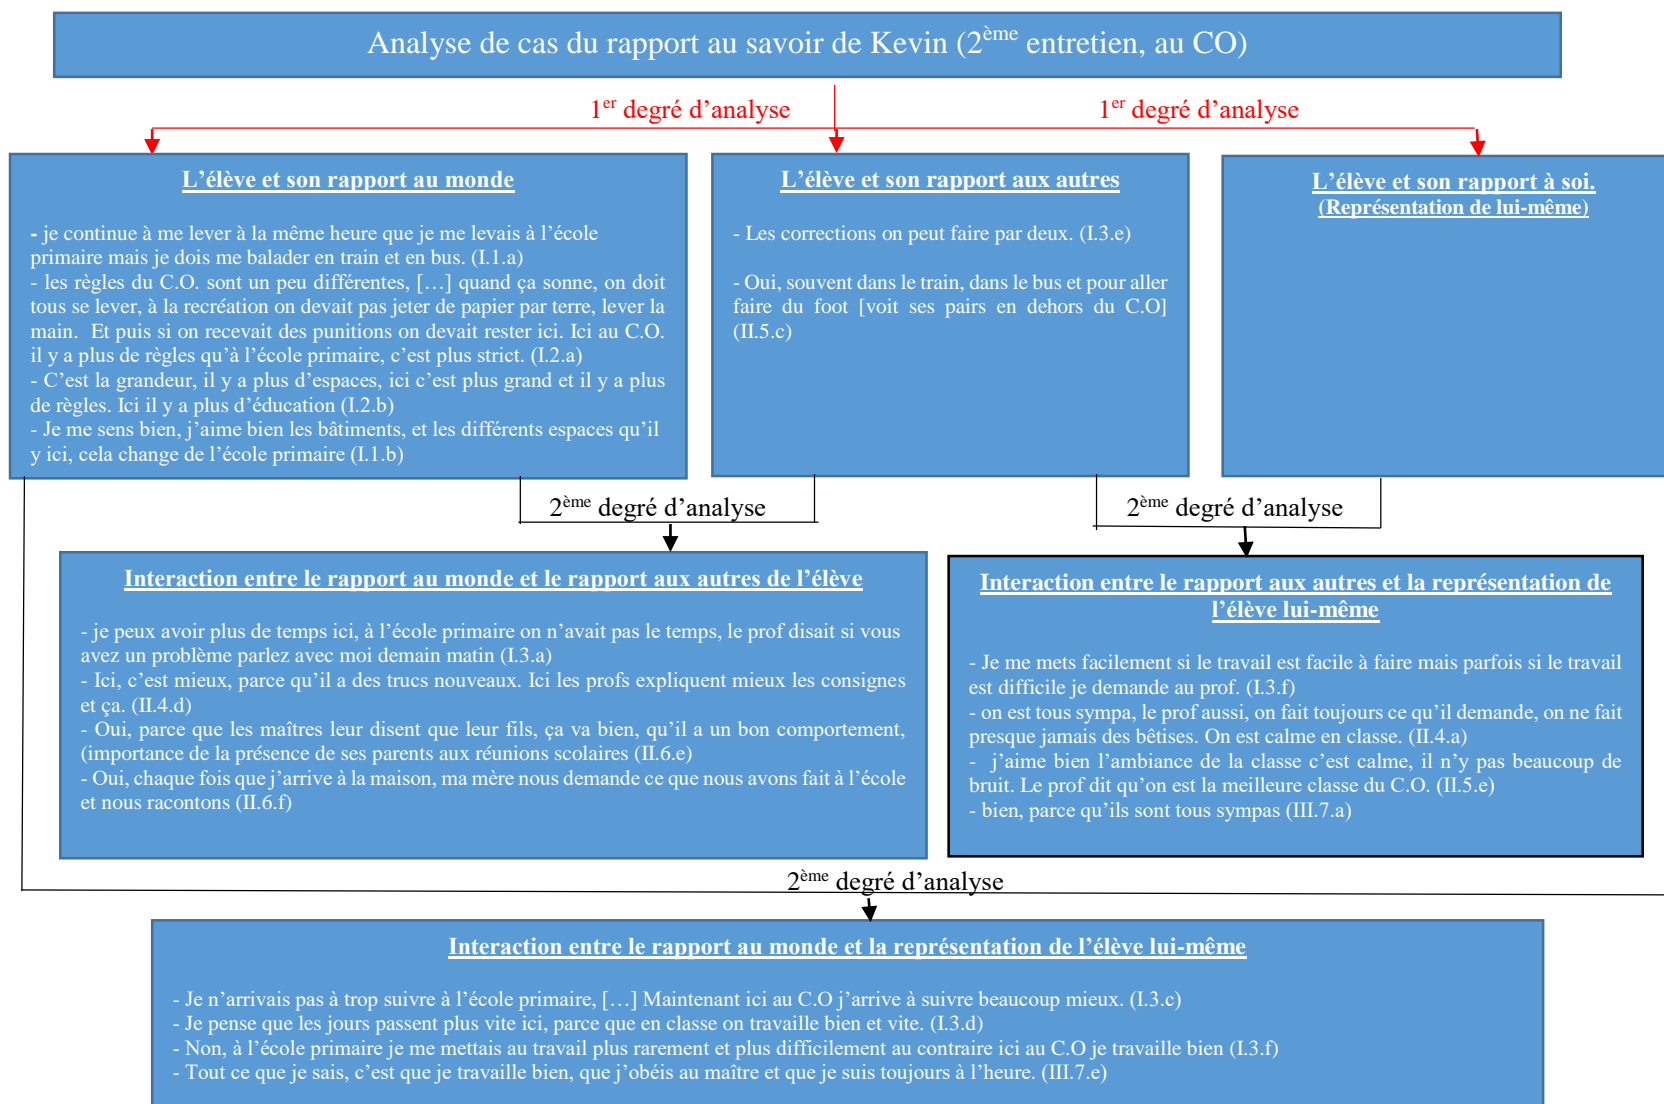 Analyse de cas du rapport au savoir de Kevin (2ème entretien, au CO)
1er degré d’analyse
1er degré d’analyse
L’élève et son rapport au monde
- je continue à me lever à la même heure que je me levais à l’école
primaire mais je dois me balader en train et en bus. (I.1.a)
- les règles du C.O. sont un peu différentes, […] quand ça sonne, on doit
tous se lever, à la recréation on devait pas jeter de papier par terre, lever la
main.  Et puis si on recevait des punitions on devait rester ici. Ici au C.O.
il y a plus de règles qu’à l’école primaire, c’est plus strict. (I.2.a)
- C’est la grandeur, il y a plus d’espaces, ici c’est plus grand et il y a plus
de règles. Ici il y a plus d’éducation (I.2.b)
- Je me sens bien, j’aime bien les bâtiments, et les différents espaces qu’il
y ici, cela change de l’école primaire (I.1.b)
L’élève et son rapport aux autres
- Les corrections on peut faire par deux. (I.3.e)
- Oui, souvent dans le train, dans le bus et pour aller
faire du foot [voit ses pairs en dehors du C.O]
(II.5.c)
L’élève et son rapport à soi.
(Représentation de lui-même)
2ème degré d’analyse
2ème degré d’analyse
Interaction entre le rapport au monde et le rapport aux autres de l’élève
- je peux avoir plus de temps ici, à l’école primaire on n’avait pas le temps, le prof disait si vous
avez un problème parlez avec moi demain matin (I.3.a)
- Ici, c’est mieux, parce qu’il a des trucs nouveaux. Ici les profs expliquent mieux les consignes
et ça. (II.4.d)
- Oui, parce que les maîtres leur disent que leur fils, ça va bien, qu’il a un bon comportement,
(importance de la présence de ses parents aux réunions scolaires (II.6.e)
- Oui, chaque fois que j’arrive à la maison, ma mère nous demande ce que nous avons fait à l’école
et nous racontons (II.6.f)
Interaction entre le rapport aux autres et la représentation de
l’élève lui-même
- Je me mets facilement si le travail est facile à faire mais parfois si le travail
est difficile je demande au prof. (I.3.f)
- on est tous sympa, le prof aussi, on fait toujours ce qu’il demande, on ne fait
presque jamais des bêtises. On est calme en classe. (II.4.a)
-  j’aime bien l’ambiance de la classe c’est calme, il n’y pas beaucoup de
bruit. Le prof dit qu’on est la meilleure classe du C.O. (II.5.e)
- bien, parce qu’ils sont tous sympas (III.7.a)
2ème degré d’analyse
Interaction entre le rapport au monde et la représentation de l’élève lui-même
- Je n’arrivais pas à trop suivre à l’école primaire, […] Maintenant ici au C.O j’arrive à suivre beaucoup mieux. (I.3.c)
- Je pense que les jours passent plus vite ici, parce que en classe on travaille bien et vite. (I.3.d)
- Non, à l’école primaire je me mettais au travail plus rarement et plus difficilement au contraire ici au C.O je travaille bien (I.3.f)
- Tout ce que je sais, c’est que je travaille bien, que j’obéis au maître et que je suis toujours à l’heure. (III.7.e)